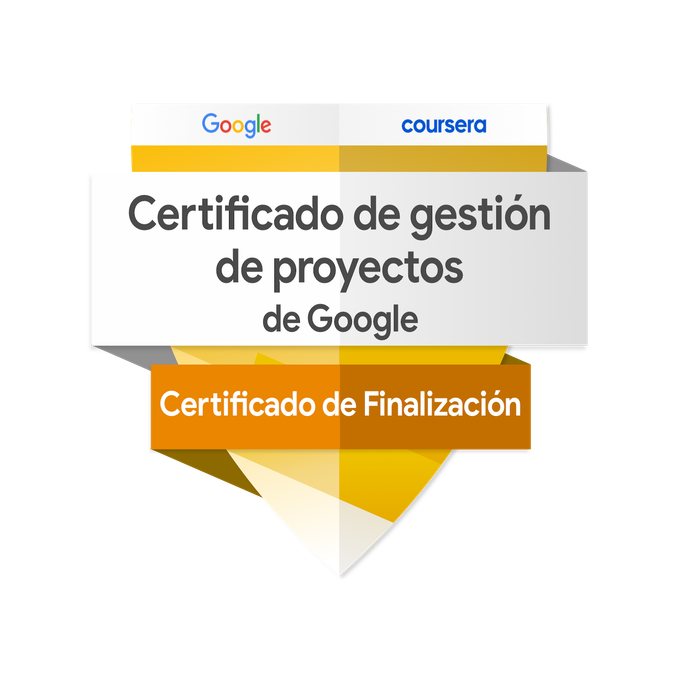 Google coursera
Certificado de gestión
de proyectos
de Google
Certificado de Finalización